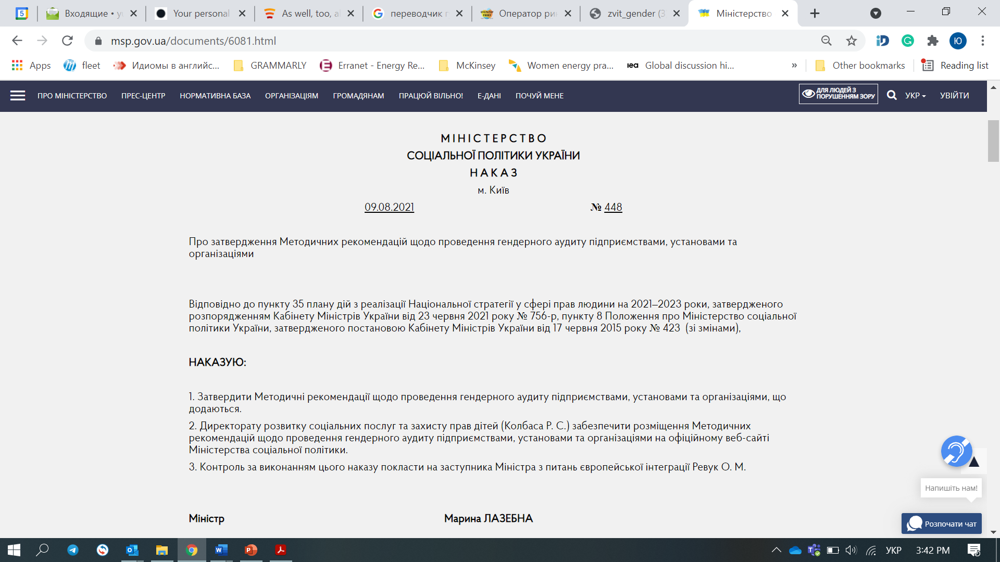 5
Входящие • y
Your personal
As well, too, al
переводчик г
Оператор рин
zvit_gender (3
Міністерство
msp.gov.ua/documents/6081.html
Ю
Apps
fleet
Идиомы в английс...
GRAMMARLY
Erranet - Energy Re...
McKinsey
Women energy pra...
iea
Global discussion hi...
»
Other bookmarks
Reading list
ПРО МІНІСТЕРСТВО
ПРЕС-ЦЕНТР
НОРМАТИВНА БАЗА
ОРГАНІЗАЦІЯМ
ГРОМАДЯНАМ
ПРАЦЮЙ ВІЛЬНО!
Е-ДАНІ
ПОЧУЙ МЕНЕ
ДЛЯ ЛЮДЕЙ З
ПОРУШЕННЯМ ЗОРУ
УКР
УВІЙТИ
М І Н І С Т Е Р С Т В О
СОЦІАЛЬНОЇ ПОЛІТИКИ УКРАЇНИ
Н А К А З
м. Київ
09.08.2021 № 448
Про затвердження Методичних рекомендацій щодо проведення гендерного аудиту підприємствами, установами та
організаціями
Відповідно до пункту 35 плану дій з реалізації Національної стратегії у сфері прав людини на 2021–2023 роки, затвердженого
розпорядженням Кабінету Міністрів України від 23 червня 2021 року № 756-р, пункту 8 Положення про Міністерство соціальної
політики України, затвердженого постановою Кабінету Міністрів України від 17 червня 2015 року № 423 (зі змінами),
НАКАЗУЮ:
1. Затвердити Методичні рекомендації щодо проведення гендерного аудиту підприємствами, установами та організаціями, що
додаються.
2. Директорату розвитку соціальних послуг та захисту прав дітей (Колбаса Р. С.) забезпечити розміщення Методичних
рекомендацій щодо проведення гендерного аудиту підприємствами, установами та організаціями на офіційному веб-сайті
Міністерства соціальної політики.
3. Контроль за виконанням цього наказу покласти на заступника Міністра з питань європейської інтеграції Ревук О. М.
Напишіть нам!
Міністр Марина ЛАЗЕБНА
Розпочати чат
УКР
3:42 PM